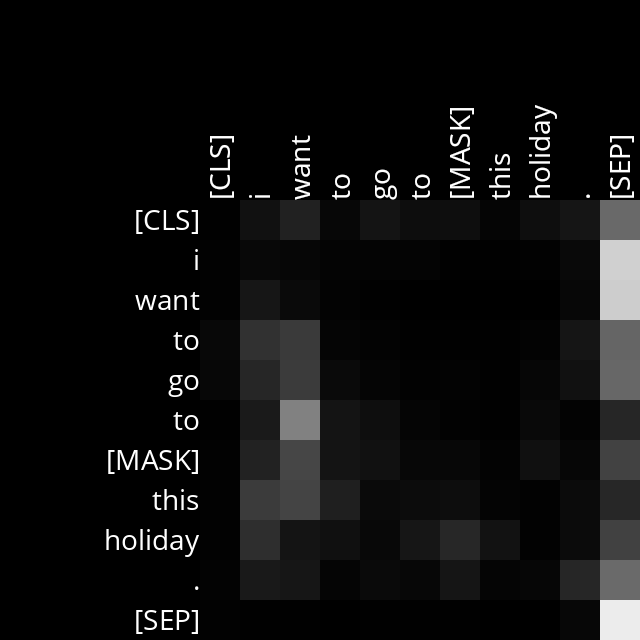 [CLS] i want to go to [MASK] this holiday . [SEP]
[CLS]
i
want
to
go
to
[MASK]
this
holiday
.
[SEP]